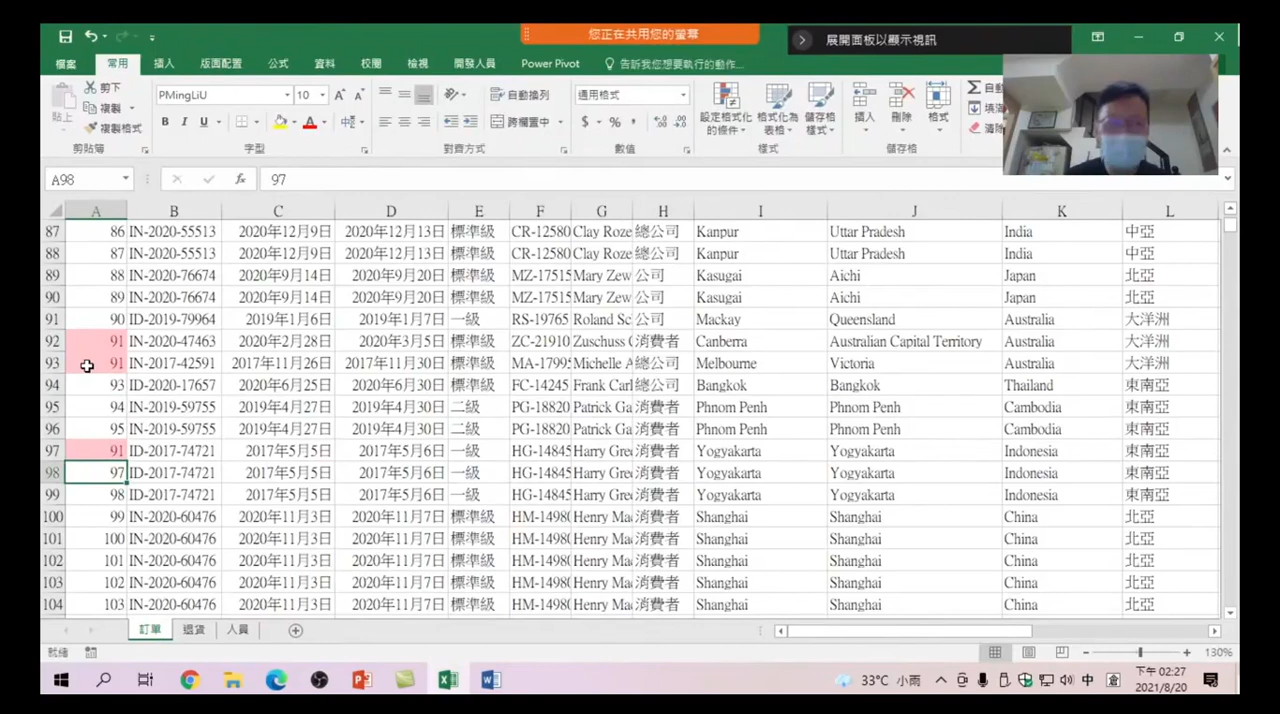 您正在共用您的螢幕
展開面板以顯示視訊
檔案 常用 插入 版面配置 公式 資料 校閱 檢視 開發人員 Power Pivot 告訴我您想要執行的動作...
貼上 剪下 複製 複製格式 剪貼簿
PMingLiU 10 B I U A 字型
自動換列 跨欄置中 對齊方式
通用格式 $ % 數值
設定格式化的條件 格式化為表格 儲存格樣式 樣式
插入 刪除 格式 儲存格
A98 fx 97
A B C D E F G H I J K L
87 86 IN-2020-55513 2020年12月9日 2020年12月13日 標準級 CR-12580 Clay Roze 總公司 Kanpur Uttar Pradesh India 中亞
88 87 IN-2020-55513 2020年12月9日 2020年12月13日 標準級 CR-12580 Clay Roze 總公司 Kanpur Uttar Pradesh India 中亞
89 88 IN-2020-76674 2020年9月14日 2020年9月20日 標準級 MZ-17515 Mary Zew 公司 Kasugai Aichi Japan 北亞
90 89 IN-2020-76674 2020年9月14日 2020年9月20日 標準級 MZ-17515 Mary Zew 公司 Kasugai Aichi Japan 北亞
91 90 ID-2019-79964 2019年1月6日 2019年1月7日 一級 RS-19765 Roland Sc 公司 Mackay Queensland Australia 大洋洲
92 91 IN-2020-47463 2020年2月28日 2020年3月5日 標準級 ZC-21910 Zuschuss 消費者 Canberra Australian Capital Territory Australia 大洋洲
93 91 IN-2017-42591 2017年11月26日 2017年11月30日 標準級 MA-1799 Michelle 總公司 Melbourne Victoria Australia 大洋洲
94 93 ID-2020-17657 2020年6月25日 2020年6月30日 標準級 FC-14245 Frank Carl 總公司 Bangkok Bangkok Thailand 東南亞
95 94 IN-2019-59755 2019年4月27日 2019年4月30日 二級 PG-18820 Patrick Ga 消費者 Phnom Penh Phnom Penh Cambodia 東南亞
96 95 IN-2019-59755 2019年4月27日 2019年4月30日 二級 PG-18820 Patrick Ga 消費者 Phnom Penh Phnom Penh Cambodia 東南亞
97 91 ID-2017-74721 2017年5月5日 2017年5月6日 一級 HG-14845 Harry Gre 消費者 Yogyakarta Yogyakarta Indonesia 東南亞
98 97 ID-2017-74721 2017年5月5日 2017年5月6日 一級 HG-14845 Harry Gre 消費者 Yogyakarta Yogyakarta Indonesia 東南亞
99 98 ID-2017-74721 2017年5月5日 2017年5月6日 一級 HG-14845 Harry Gre 消費者 Yogyakarta Yogyakarta Indonesia 東南亞
100 99 IN-2020-60476 2020年11月3日 2020年11月7日 標準級 HM-1498 Henry Ma 消費者 Shanghai Shanghai China 北亞
101 100 IN-2020-60476 2020年11月3日 2020年11月7日 標準級 HM-1498 Henry Ma 消費者 Shanghai Shanghai China 北亞
102 101 IN-2020-60476 2020年11月3日 2020年11月7日 標準級 HM-1498 Henry Ma 消費者 Shanghai Shanghai China 北亞
103 102 IN-2020-60476 2020年11月3日 2020年11月7日 標準級 HM-1498 Henry Ma 消費者 Shanghai Shanghai China 北亞
104 103 IN-2020-60476 2020年11月3日 2020年11月7日 標準級 HM-1498 Henry Ma 消費者 Shanghai Shanghai China 北亞
訂單 退貨 人員
就緒 130%
33°C 小雨 中 下午 02:27
2021/8/20